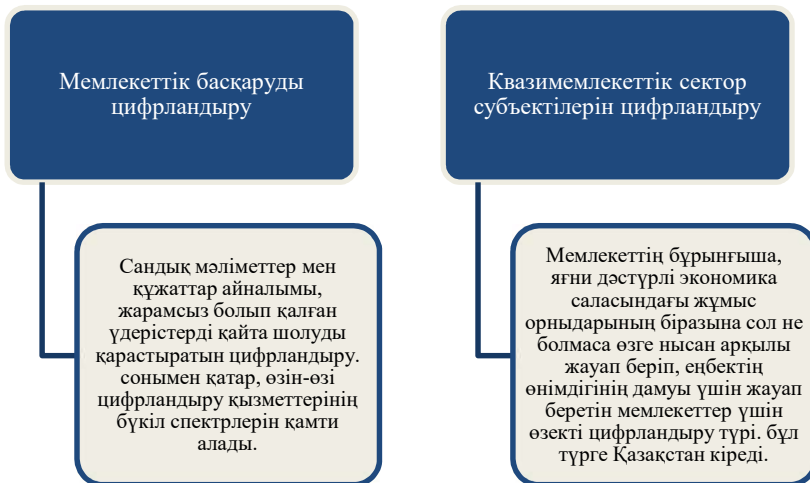 Мемлекеттік басқаруды
цифрландыру
Сандық мәліметтер мен
құжаттар айналымы,
жарамсыз болып қалған
үдерістерді қайта шолуды
қарастыратын цифрландыру.
сонымен қатар, өзін-өзі
цифрландыру қызметтерінің
бүкіл спектрлерін қамти
алады.
Квазимемлекеттік сектор
субъектілерін цифрландыру
Мемлекеттің бұрынғыша,
яғни дәстүрлі экономика
саласындағы жұмыс
орныдарының біразына сол не
болмаса өзге нысан арқылы
жауап беріп, еңбектің
өнімдігінің дамуы үшін жауап
беретін мемлекеттер үшін
өзекті цифрландыру түрі. бұл
түрге Қазақстан кіреді.